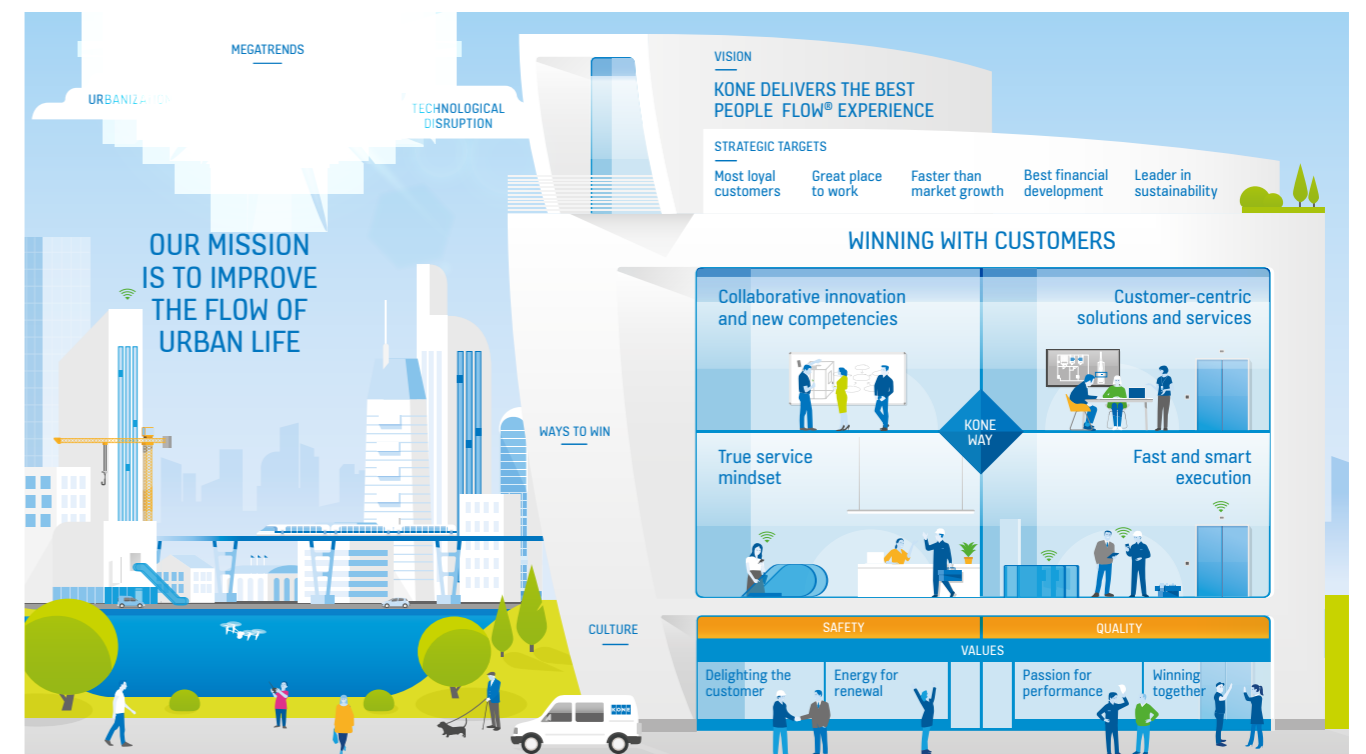 MEGATRENDS
TECHNOLOGICAL
DISRUPTION
OUR MISSION
IS TO IMPROVE
THE FLOW OF
URBAN LIFE
VISION
KONE DELIVERS THE BEST
PEOPLE FLOW® EXPERIENCE
STRATEGIC TARGETS
Most loyal
customers
Great place
to work
Faster than
market growth
Best financial
development
Leader in
sustainability
WINNING WITH CUSTOMERS
WAYS TO WIN
Collaborative innovation
and new competencies
Customer-centric
solutions and services
KONE
WAY
True service
mindset
Fast and smart
execution
CULTURE
SAFETY
QUALITY
VALUES
Delighting the
customer
Energy for
renewal
Passion for
performance
Winning
together
KONE